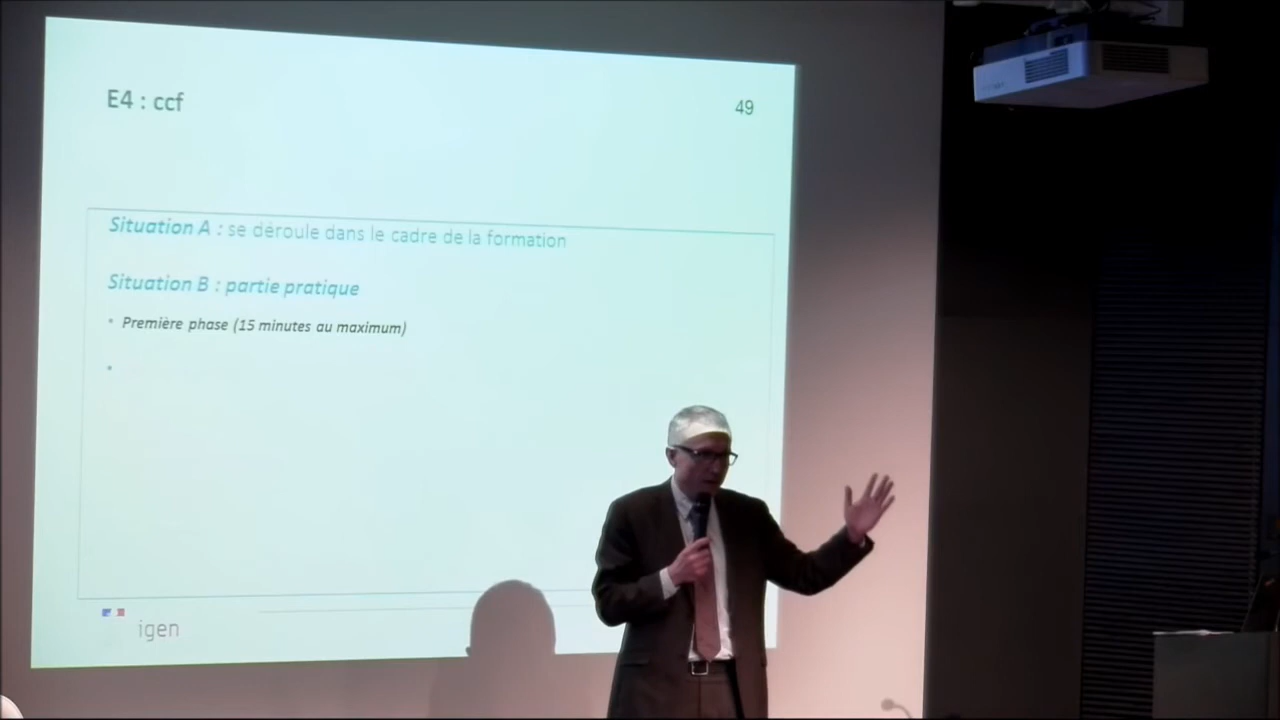 E4 : ccf
49
Situation A : se déroule dans le cadre de la formation
Situation B : partie pratique
• Première phase (15 minutes au maximum)
•
igen